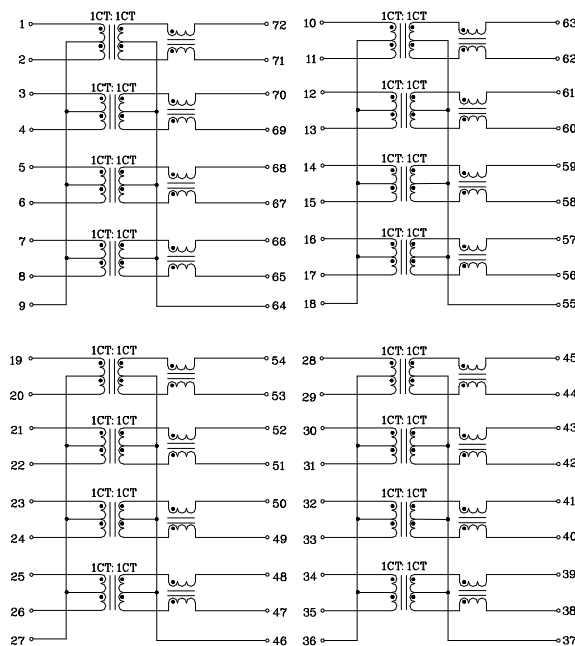 1CT: 1CT
1 72
2 71
1CT: 1CT
3 70
4 69
1CT: 1CT
5 68
6 67
1CT: 1CT
7 66
8 65
9 64
1CT: 1CT
10 63
11 62
1CT: 1CT
12 61
13 60
1CT: 1CT
14 59
15 58
1CT: 1CT
16 57
17 56
18 55
1CT: 1CT
19 54
20 53
1CT: 1CT
21 52
22 51
1CT: 1CT
23 50
24 49
1CT: 1CT
25 48
26 47
27 46
1CT: 1CT
28 45
29 44
1CT: 1CT
30 43
31 42
1CT: 1CT
32 41
33 40
1CT: 1CT
34 39
35 38
36 37